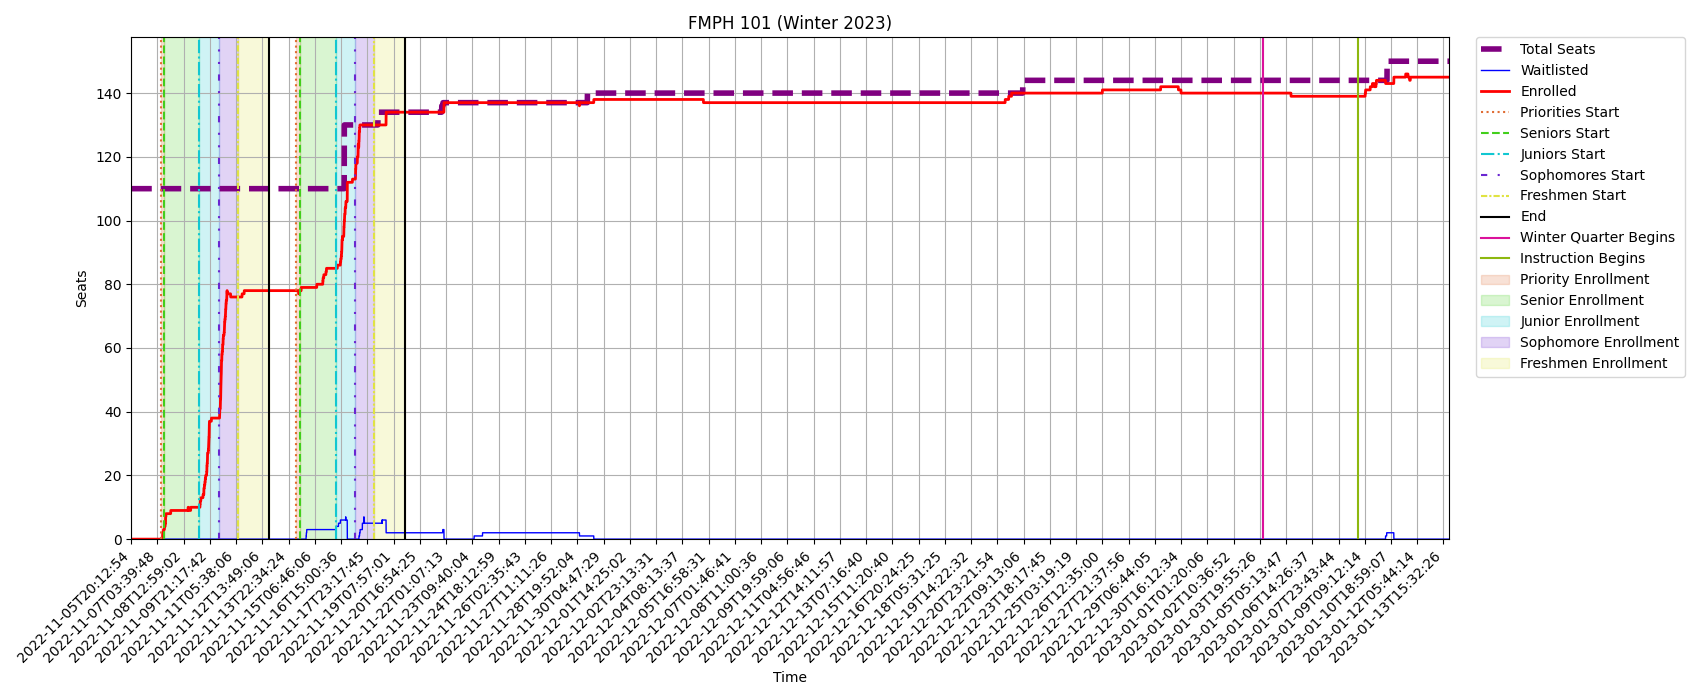 FMPH 101 (Winter 2023)
Total Seats
Waitlisted
Enrolled
Priorities Start
Seniors Start
Juniors Start
Sophomores Start
Freshmen Start
End
Winter Quarter Begins
Instruction Begins
Priority Enrollment
Senior Enrollment
Junior Enrollment
Sophomore Enrollment
Freshmen Enrollment
Seats
140
120
100
80
60
40
20
0
2022-11-05T20:12:54
2022-11-07T03:39:48
2022-11-08T12:59:02
2022-11-09T21:17:42
2022-11-11T05:38:06
2022-11-12T13:49:06
2022-11-13T22:34:24
2022-11-15T06:46:06
2022-11-16T15:00:36
2022-11-17T23:17:45
2022-11-19T07:57:01
2022-11-20T16:54:25
2022-11-22T01:07:13
2022-11-23T09:40:04
2022-11-24T18:12:59
2022-11-26T02:35:43
2022-11-27T11:11:26
2022-11-28T19:52:04
2022-11-30T04:47:29
2022-12-01T14:25:02
2022-12-02T23:13:31
2022-12-04T08:13:37
2022-12-05T16:58:31
2022-12-07T01:46:41
2022-12-08T11:00:36
2022-12-09T19:59:06
2022-12-11T04:56:46
2022-12-12T14:11:57
2022-12-13T17:16:40
2022-12-15T11:20:40
2022-12-16T20:24:25
2022-12-18T05:31:25
2022-12-19T14:22:32
2022-12-20T23:21:54
2022-12-22T09:13:06
2022-12-23T18:17:45
2022-12-25T03:19:19
2022-12-26T12:35:00
2022-12-27T21:37:56
2022-12-29T06:44:05
2022-12-30T16:12:34
2023-01-01T01:20:06
2023-01-02T10:36:52
2023-01-03T19:55:26
2023-01-05T05:13:47
2023-01-06T14:26:37
2023-01-07T23:43:44
2023-01-09T09:12:14
2023-01-10T18:59:07
2023-01-12T05:44:14
2023-01-13T15:32:26
Time